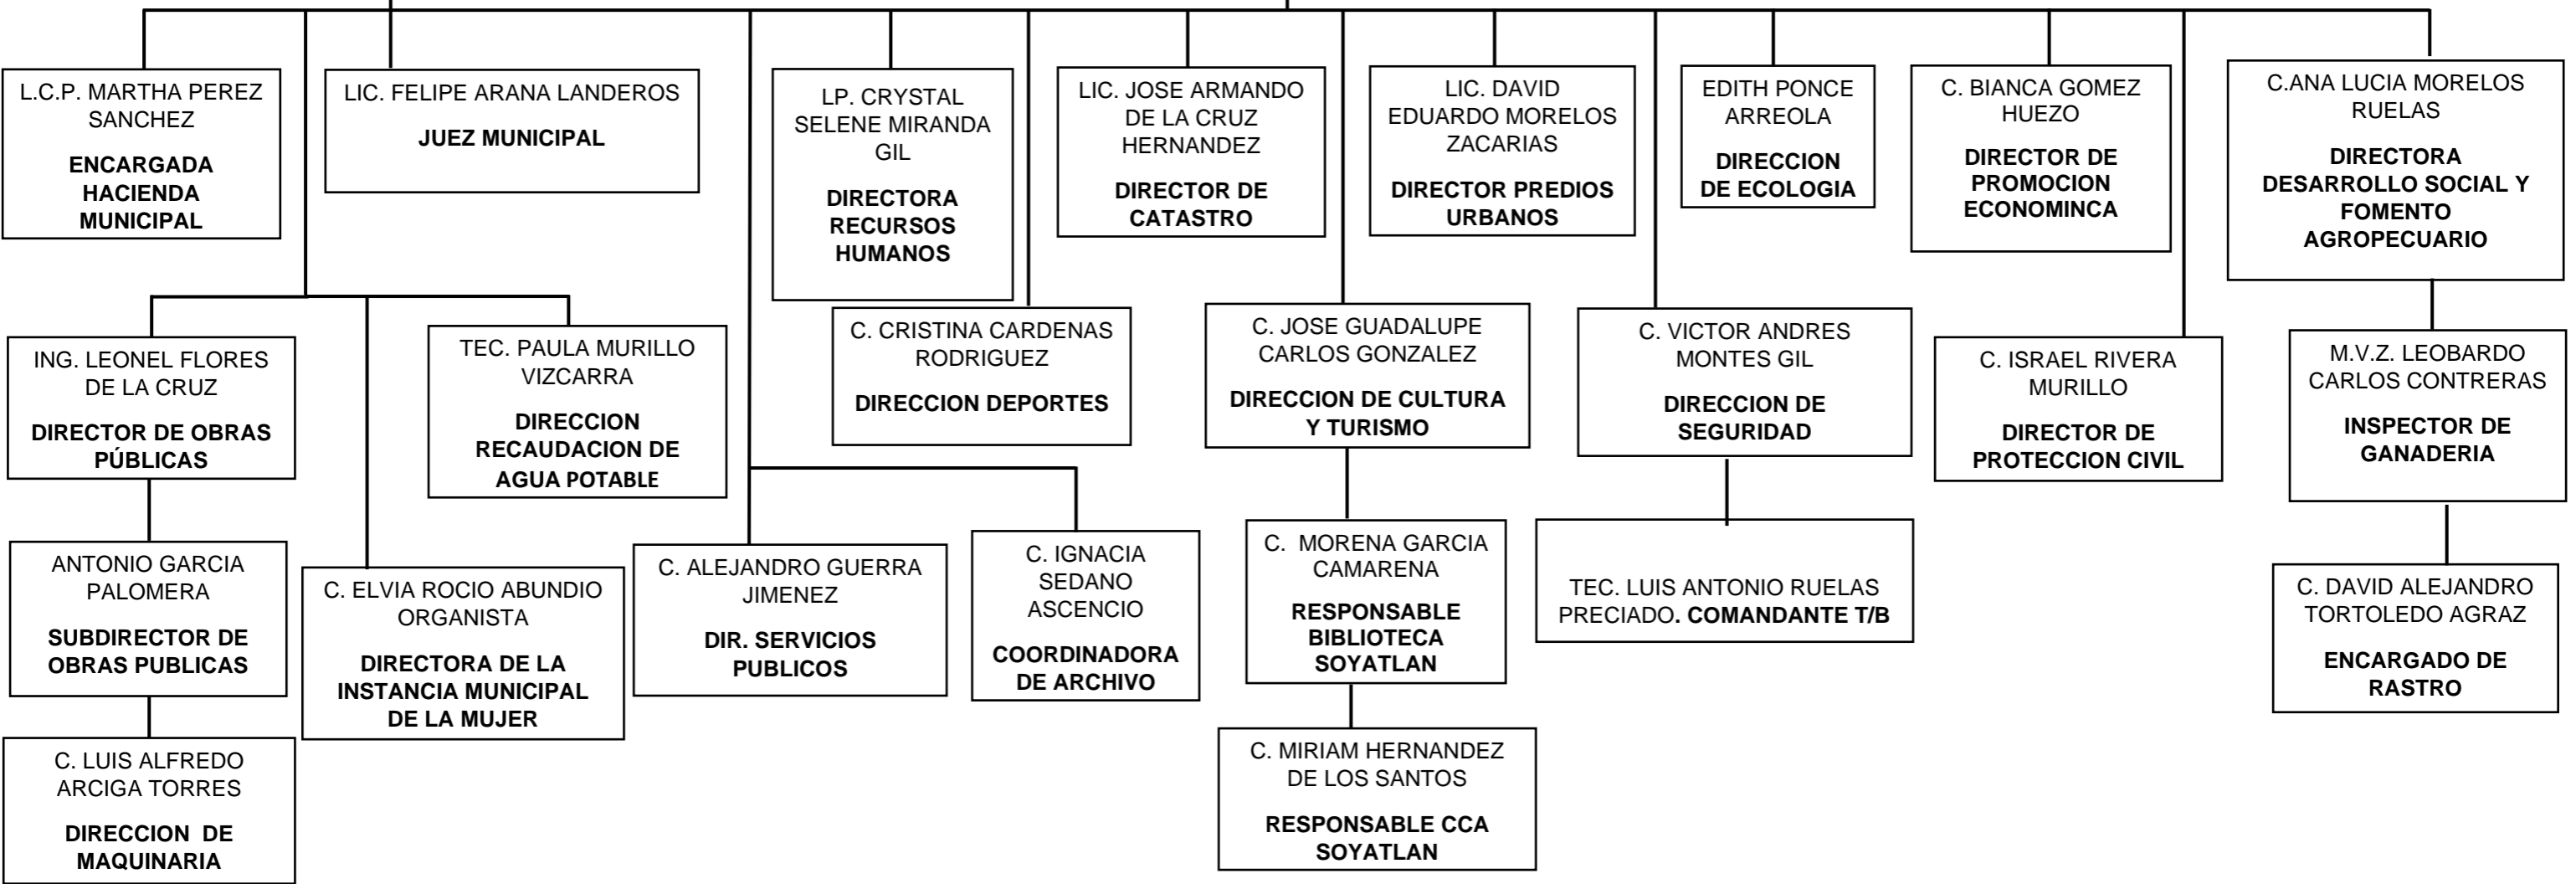 L.C.P. MARTHA PEREZ
SANCHEZ
ENCARGADA
HACIENDA
MUNICIPAL
LIC. FELIPE ARANA LANDEROS
JUEZ MUNICIPAL
LP. CRYSTAL
SELENE MIRANDA
GIL
DIRECTORA
RECURSOS
HUMANOS
LIC. JOSE ARMANDO
DE LA CRUZ
HERNANDEZ
DIRECTOR DE
CATASTRO
LIC. DAVID
EDUARDO MORELOS
ZACARIAS
DIRECTOR PREDIOS
URBANOS
EDITH PONCE
ARREOLA
DIRECCION
DE ECOLOGIA
C. BIANCA GOMEZ
HUEZO
DIRECTOR DE
PROMOCION
ECONOMINCA
C.ANA LUCIA MORELOS
RUELAS
DIRECTORA
DESARROLLO SOCIAL Y
FOMENTO
AGROPECUARIO
ING. LEONEL FLORES
DE LA CRUZ
DIRECTOR DE OBRAS
PÚBLICAS
TEC. PAULA MURILLO
VIZCARRA
DIRECCION
RECAUDACION DE
AGUA POTABLE
C. CRISTINA CARDENAS
RODRIGUEZ
DIRECCION DEPORTES
C. JOSE GUADALUPE
CARLOS GONZALEZ
DIRECCION DE CULTURA
Y TURISMO
C. VICTOR ANDRES
MONTES GIL
DIRECCION DE
SEGURIDAD
C. ISRAEL RIVERA
MURILLO
DIRECTOR DE
PROTECCION CIVIL
M.V.Z. LEOBARDO
CARLOS CONTRERAS
INSPECTOR DE
GANADERIA
ANTONIO GARCIA
PALOMERA
SUBDIRECTOR DE
OBRAS PUBLICAS
C. ELVIA ROCIO ABUNDIO
ORGANISTA
DIRECTORA DE LA
INSTANCIA MUNICIPAL
DE LA MUJER
C. ALEJANDRO GUERRA
JIMENEZ
DIR. SERVICIOS
PUBLICOS
C. IGNACIA
SEDANO
ASCENCIO
COORDINADORA
DE ARCHIVO
C. MORENA GARCIA
CAMARENA
RESPONSABLE
BIBLIOTECA
SOYATLAN
TEC. LUIS ANTONIO RUELAS
PRECIADO. COMANDANTE T/B
C. DAVID ALEJANDRO
TORTOLEDO AGRAZ
ENCARGADO DE
RASTRO
C. LUIS ALFREDO
ARCIGA TORRES
DIRECCION DE
MAQUINARIA
C. MIRIAM HERNANDEZ
DE LOS SANTOS
RESPONSABLE CCA
SOYATLAN